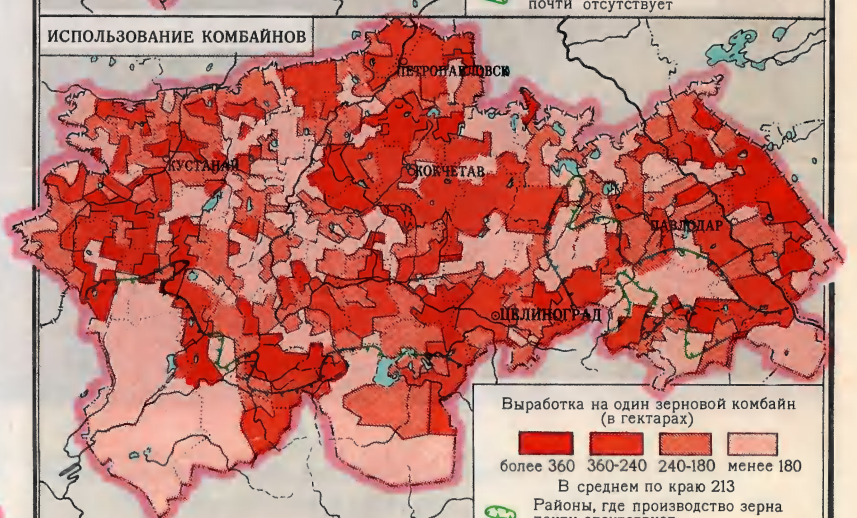 почти отсутствует
ИСПОЛЬЗОВАНИЕ КОМБАЙНОВ
ПЕТРОПАВЛОВСК
КУСТАНАЙ
КОКЧЕТАВ
ПАВЛОДАР
ЦЕЛИНОГРАД
Выработка на один зерновой комбайн
(в гектарах)
более 360 360-240 240-180 менее 180
В среднем по краю 213
Районы, где производство зерна